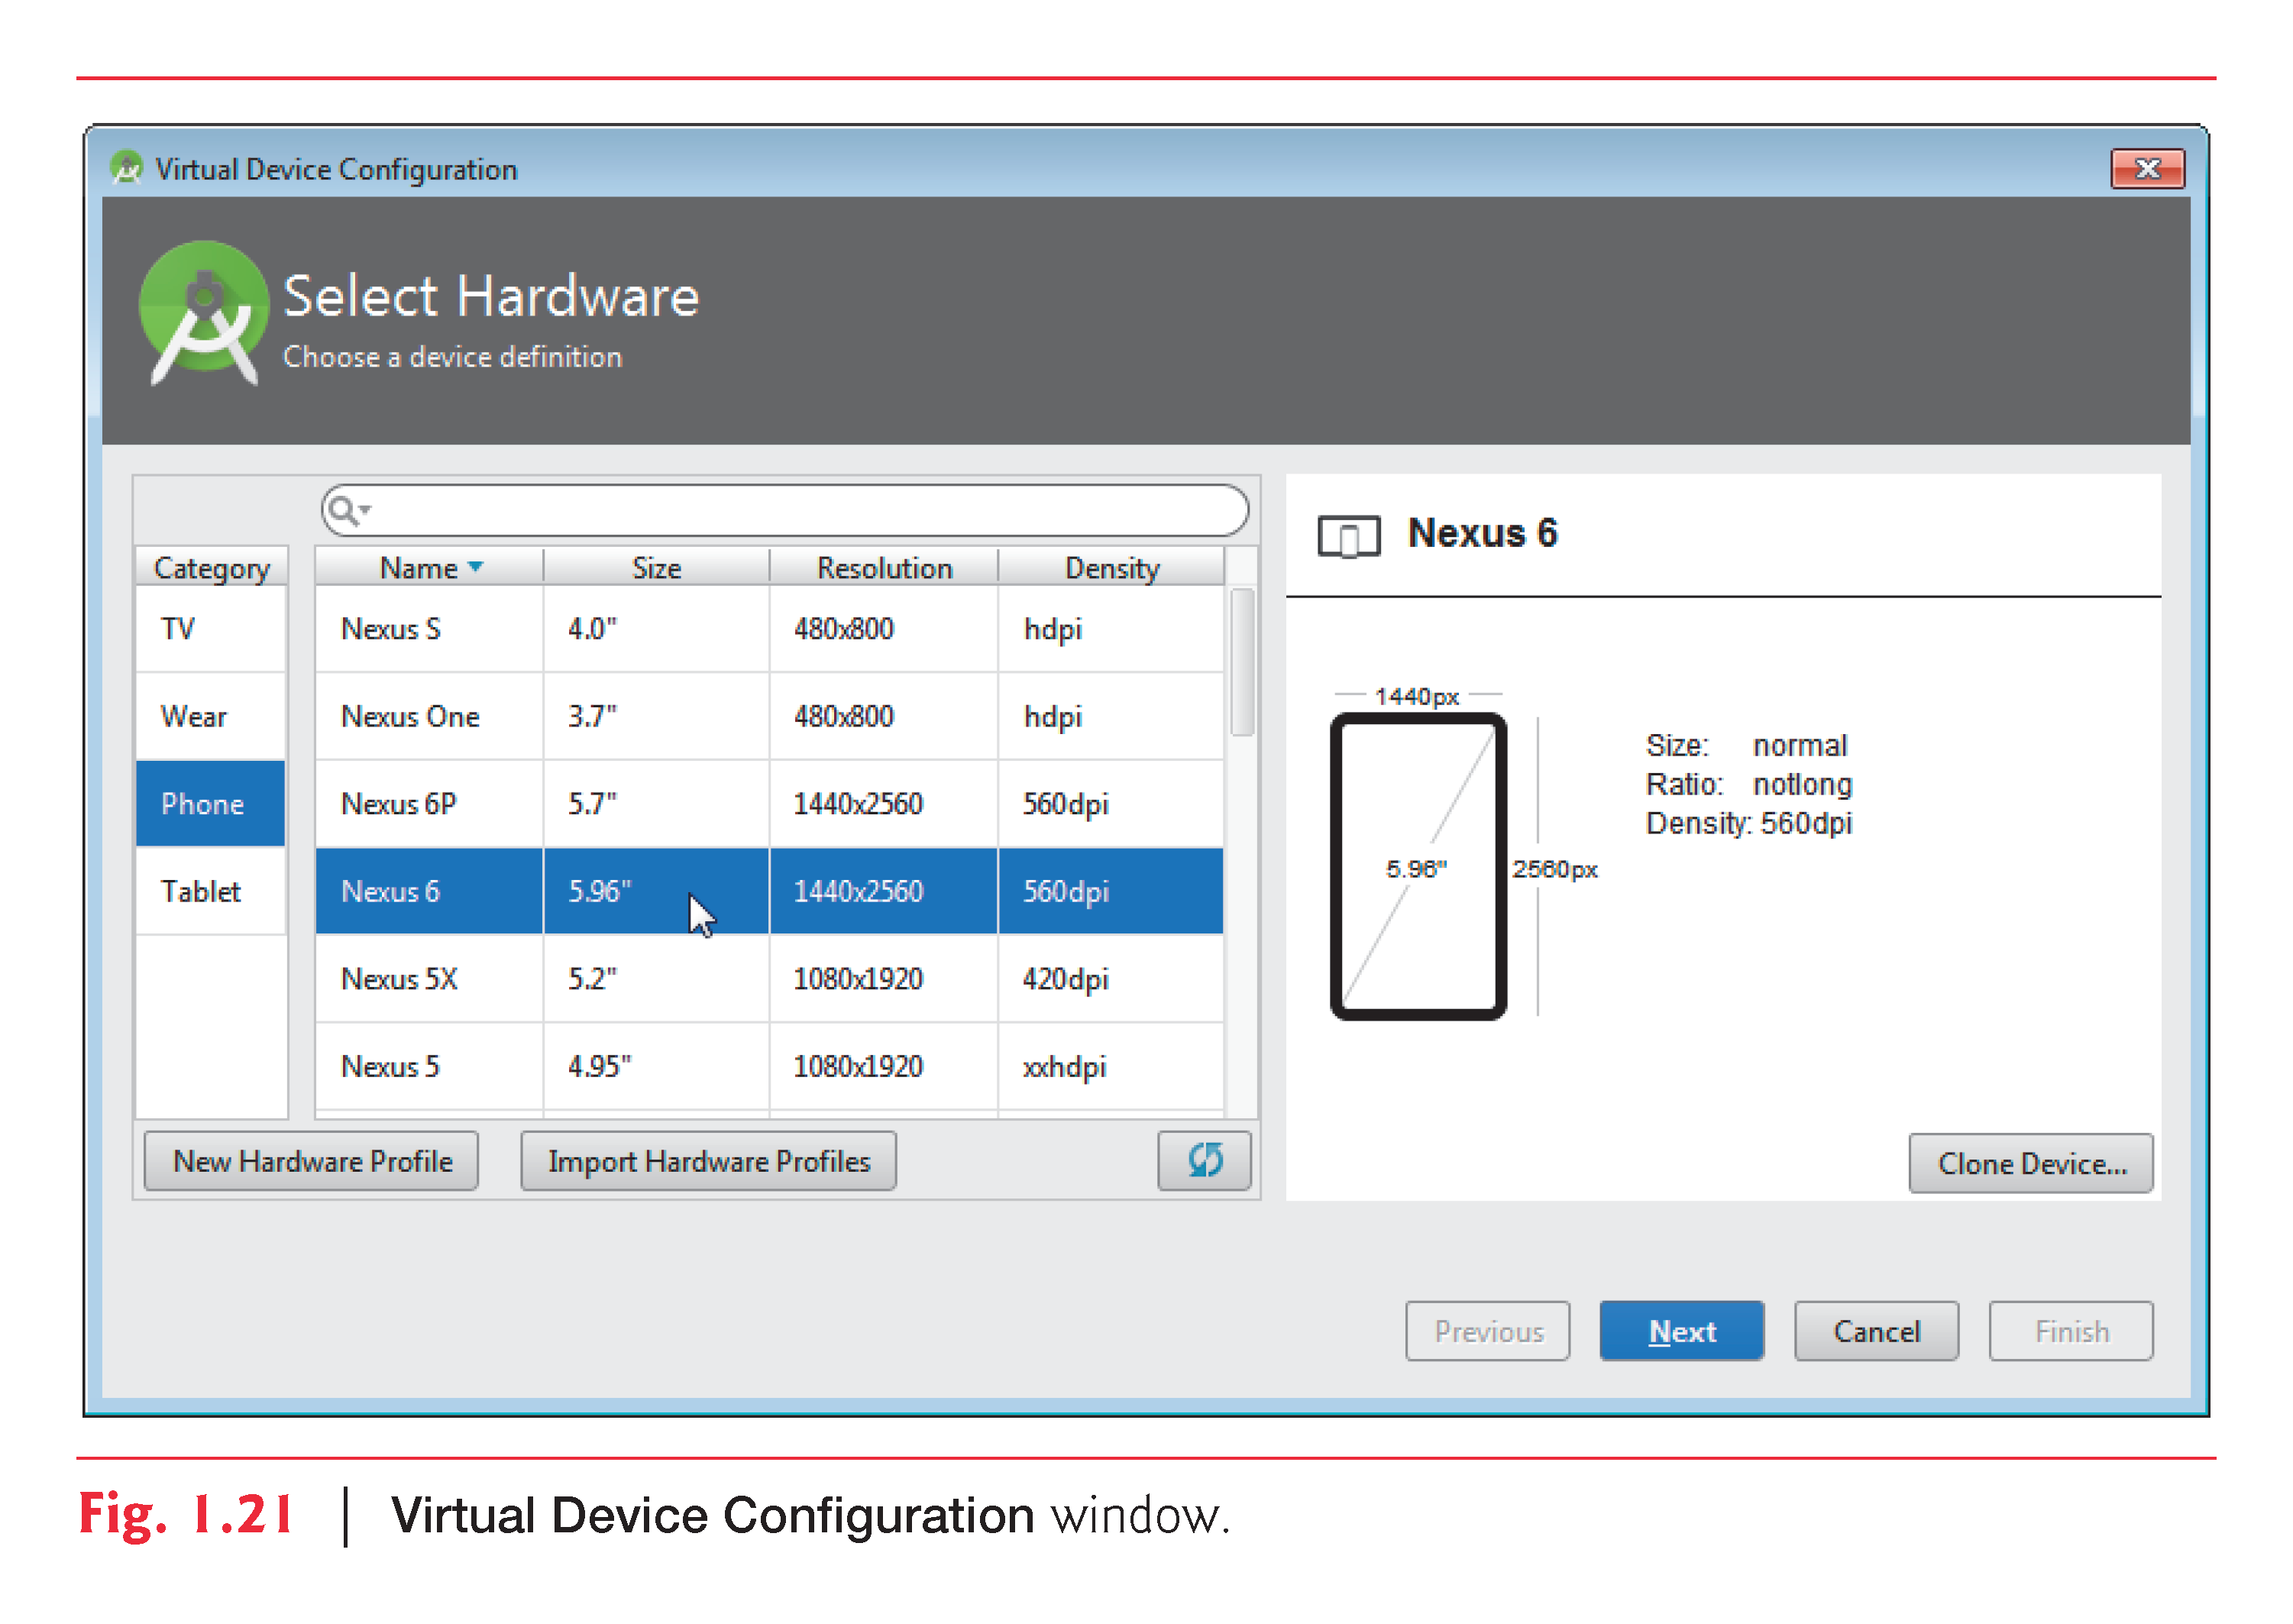 Virtual Device Configuration
Select Hardware
Choose a device definition
Category
TV
Wear
Phone
Tablet
Name Size Resolution Density
Nexus S 4.0" 480x800 hdpi
Nexus One 3.7" 480x800 hdpi
Nexus 6P 5.7" 1440x2560 560dpi
Nexus 6 5.96" 1440x2560 560dpi
Nexus 5X 5.2" 1080x1920 420dpi
Nexus 5 4.95" 1080x1920 xxhdpi
New Hardware Profile Import Hardware Profiles
Nexus 6
1440px
5.96" 2560px
Size: normal
Ratio: notlong
Density: 560dpi
Clone Device...
Previous Next Cancel Finish
Fig. 1.21 | Virtual Device Configuration window.